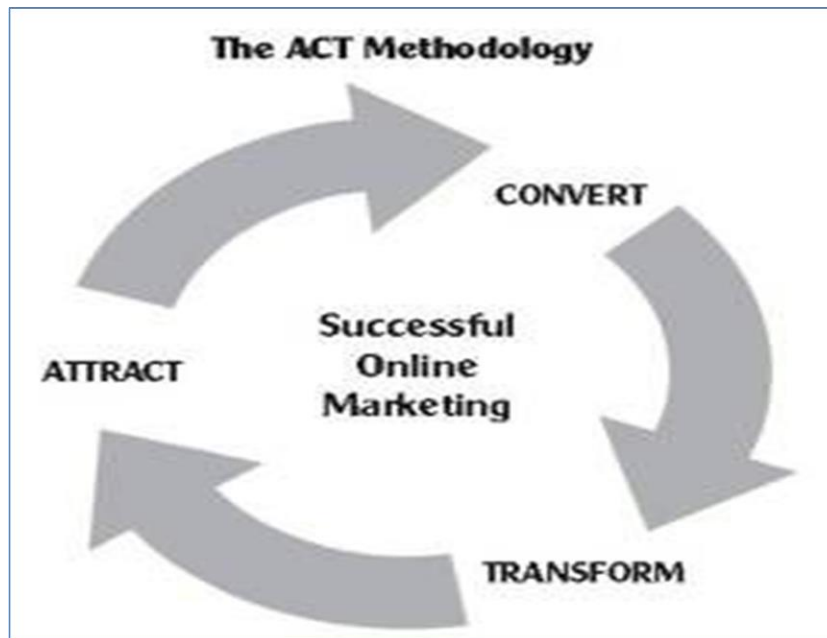 The ACT Methodology
CONVERT
Successful
Online
Marketing
ATTRACT
TRANSFORM